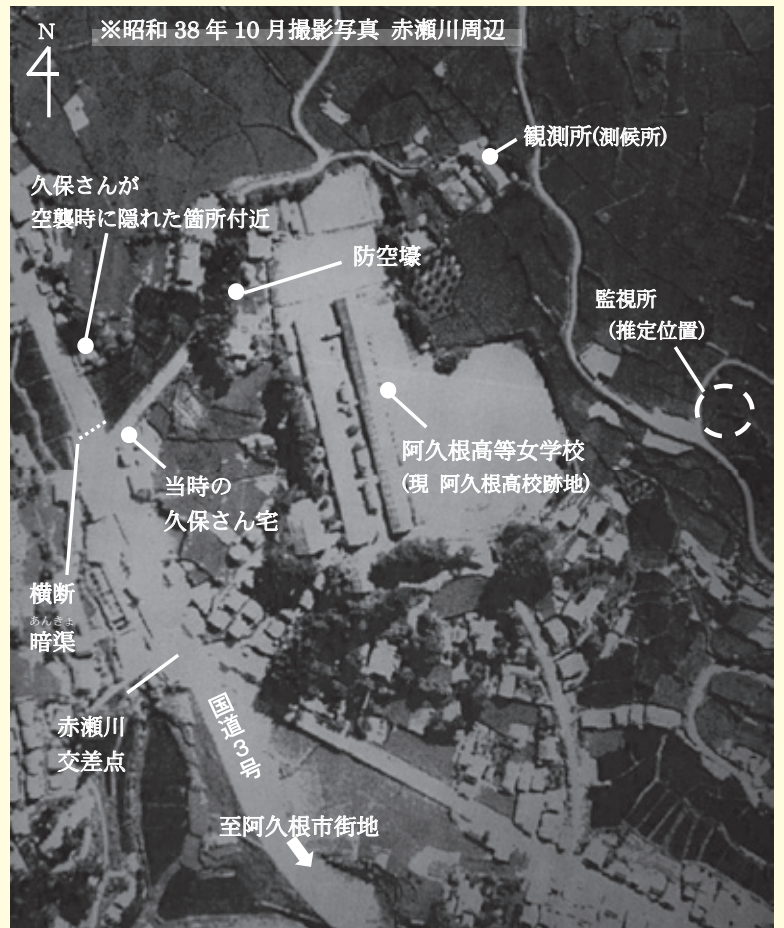 ※昭和 38 年 10 月撮影写真 赤瀬川周辺
N
観測所(測候所)
久保さんが
空襲時に隠れた箇所付近
防空壕
監視所
(推定位置)
阿久根高等女学校
(現 阿久根高校跡地)
当時の
久保さん宅
横断
あんきょ
暗渠
赤瀬川
交差点
国道3号
至阿久根市街地